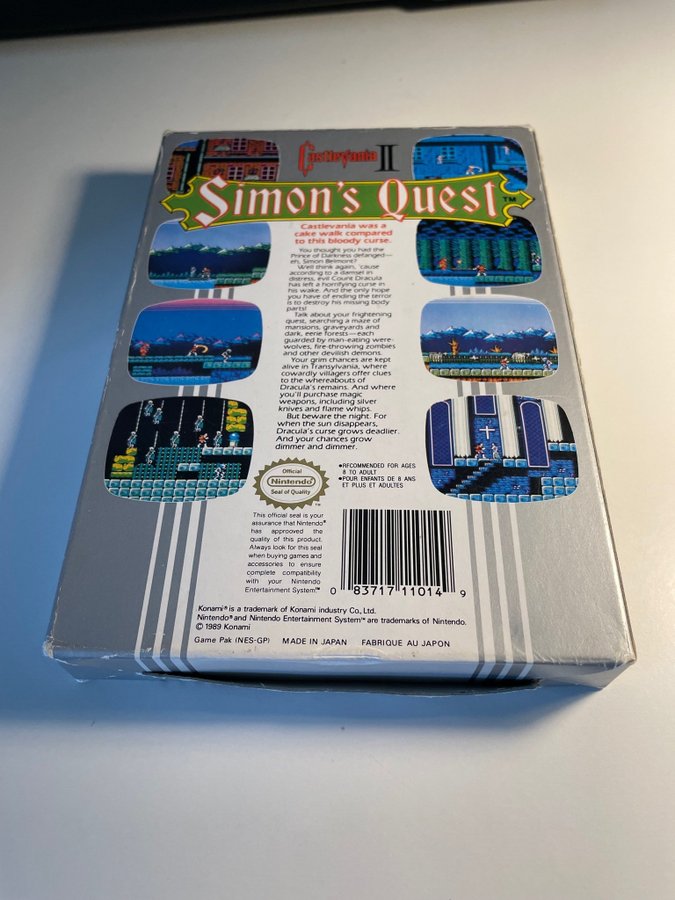 Castlevania II
Simon's Quest™
Castlevania was a
cake walk compared
to this bloody curse.
You thought you had the
Prince of Darkness defanged—
eh, Simon Belmont?
Well think again, 'cause
according to a damsel in
distress, evil Count Dracula
has left a horrifying curse in
his wake. And the only hope
you have of ending the terror
is to destroy his missing body
parts!
Talk about your frightening
quest, searching a maze of
mansions, graveyards and
dark, eerie forests—each
guarded by man-eating were-
wolves, fire-throwing zombies
and other devilish demons.
Your grim chances are kept
alive in Transylvania, where
cowardly villagers offer clues
to the whereabouts of
Dracula's remains. And where
you'll purchase magic
weapons, including silver
knives and flame whips.
But beware the night. For
when the sun disappears,
Dracula's curse grows deadlier.
And your chances grow
dimmer and dimmer.
Official
Nintendo
Seal of Quality
™
•RECOMMENDED FOR AGES
8 TO ADULT
•POUR ENFANTS DE 8 ANS
ET PLUS ET ADULTES
This official seal is your
assurance that Nintendo®
has approved the
quality of this product.
Always look for this seal
when buying games and
accessories to ensure
complete compatibility
with your Nintendo
Entertainment System™.
0 83717 11014 9
Konami® is a trademark of Konami industry Co., Ltd.
Nintendo® and Nintendo Entertainment System™ are trademarks of Nintendo.
© 1989 Konami
Game Pak (NES-GP) MADE IN JAPAN FABRIQUE AU JAPON